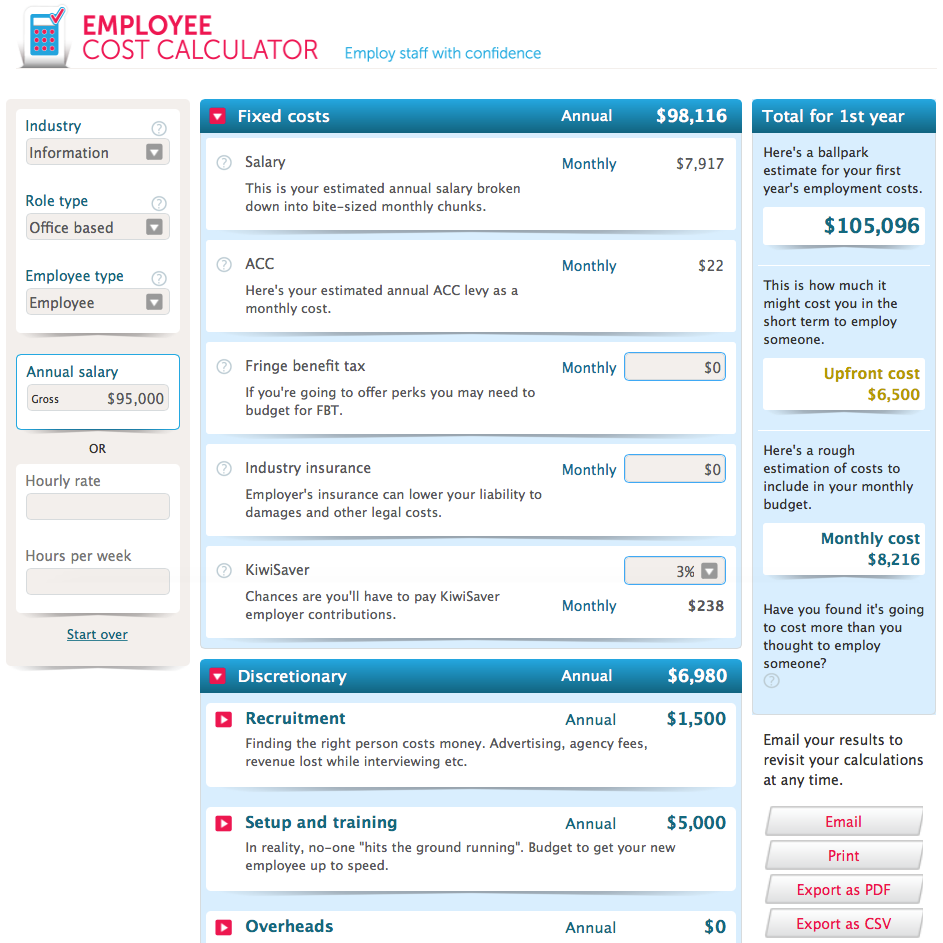 EMPLOYEE
COST CALCULATOR
Employ staff with confidence
Industry
?
Information
Role type
?
Office based
Employee type
?
Employee
Annual salary
Gross $95,000
OR
Hourly rate
Hours per week
Start over
Fixed costs Annual $98,116
? Salary Monthly $7,917
This is your estimated annual salary broken
down into bite-sized monthly chunks.
? ACC Monthly $22
Here's your estimated annual ACC levy as a
monthly cost.
? Fringe benefit tax Monthly $0
If you're going to offer perks you may need to
budget for FBT.
? Industry insurance Monthly $0
Employer's insurance can lower your liability to
damages and other legal costs.
? KiwiSaver 3%
Chances are you'll have to pay KiwiSaver
employer contributions.
Monthly $238
Discretionary Annual $6,980
Recruitment Annual $1,500
Finding the right person costs money. Advertising, agency fees,
revenue lost while interviewing etc.
Setup and training Annual $5,000
In reality, no-one "hits the ground running". Budget to get your new
employee up to speed.
Overheads Annual $0
Total for 1st year
Here's a ballpark
estimate for your first
year's employment costs.
$105,096
This is how much it
might cost you in the
short term to employ
someone.
Upfront cost
$6,500
Here's a rough
estimation of costs to
include in your monthly
budget.
Monthly cost
$8,216
Have you found it's going
to cost more than you
thought to employ
someone?
?
Email your results to
revisit your calculations
at any time.
Email
Print
Export as PDF
Export as CSV